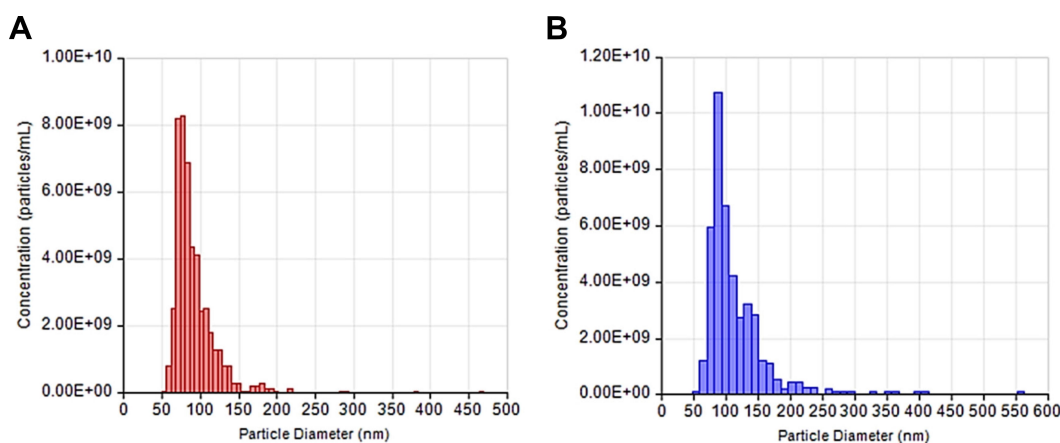 A
1.00E+10
8.00E+09
6.00E+09
4.00E+09
2.00E+09
0.00E+00
0 50 100 150 200 250 300 350 400 450 500
Particle Diameter (nm)
Concentration (particles/mL)
B
1.20E+10
1.00E+10
8.00E+09
6.00E+09
4.00E+09
2.00E+09
0.00E+00
0 50 100 150 200 250 300 350 400 450 500 550 600
Particle Diameter (nm)
Concentration (particles/mL)